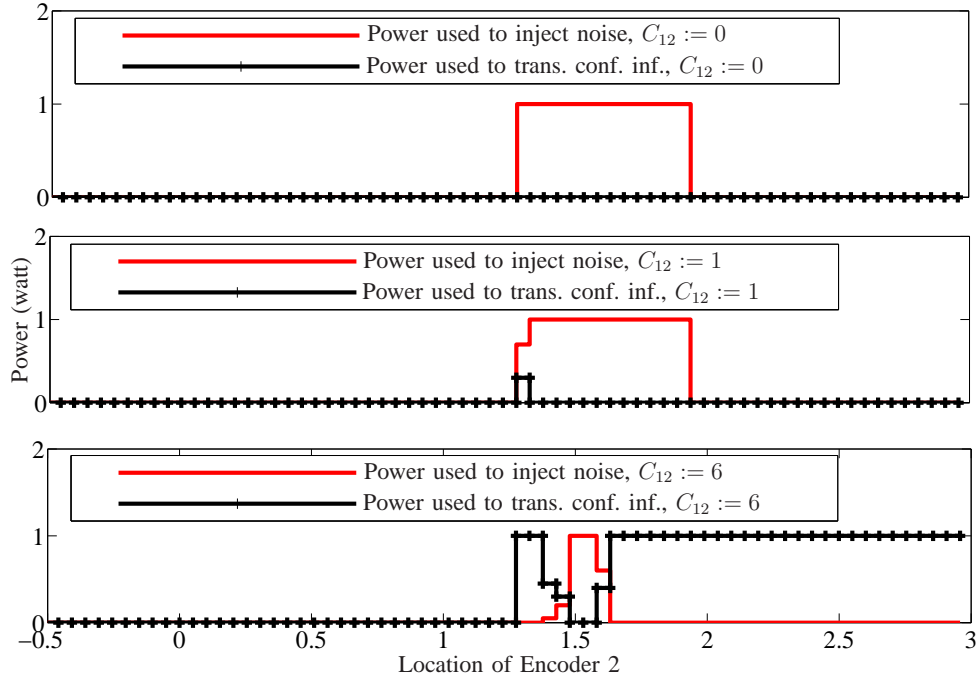 2
Power used to inject noise, C₁₂ := 0
Power used to trans. conf. inf., C₁₂ := 0
1
0
2
Power used to inject noise, C₁₂ := 1
Power used to trans. conf. inf., C₁₂ := 1
1
0
Power (watt)
2
Power used to inject noise, C₁₂ := 6
Power used to trans. conf. inf., C₁₂ := 6
1
0
−0.5 0 0.5 1 1.5 2 2.5 3
Location of Encoder 2